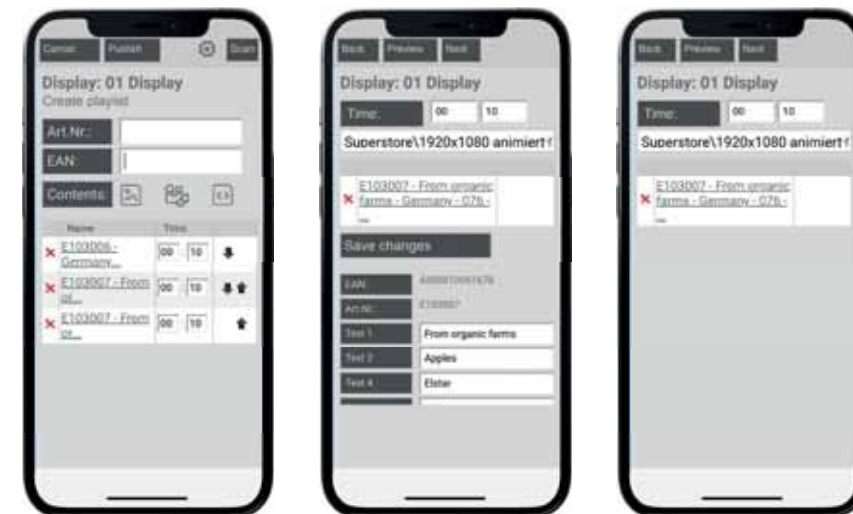 Cancel Publish Scan
Display: 01 Display
Create playlist
Art.Nr.:
EAN:
Contents:
Name Time
E103006 -
Germany... 00 : 10
E103007 - From
of... 00 : 10
E103007 - From
of... 00 : 10
Back Preview Next
Display: 01 Display
Time: 00 10
Superstore\1920x1080 animiert
E103007 - From organic
farms - Germany - 076 -
...
Save changes
EAN:
Art.Nr.: E103007
Text 1 From organic farms
Text 2 Apples
Text 4 Elstar
Back Preview Next
Display: 01 Display
Time: 00 10
Superstore\1920x1080 animiert
E103007 - From organic
farms - Germany - 076 -
...